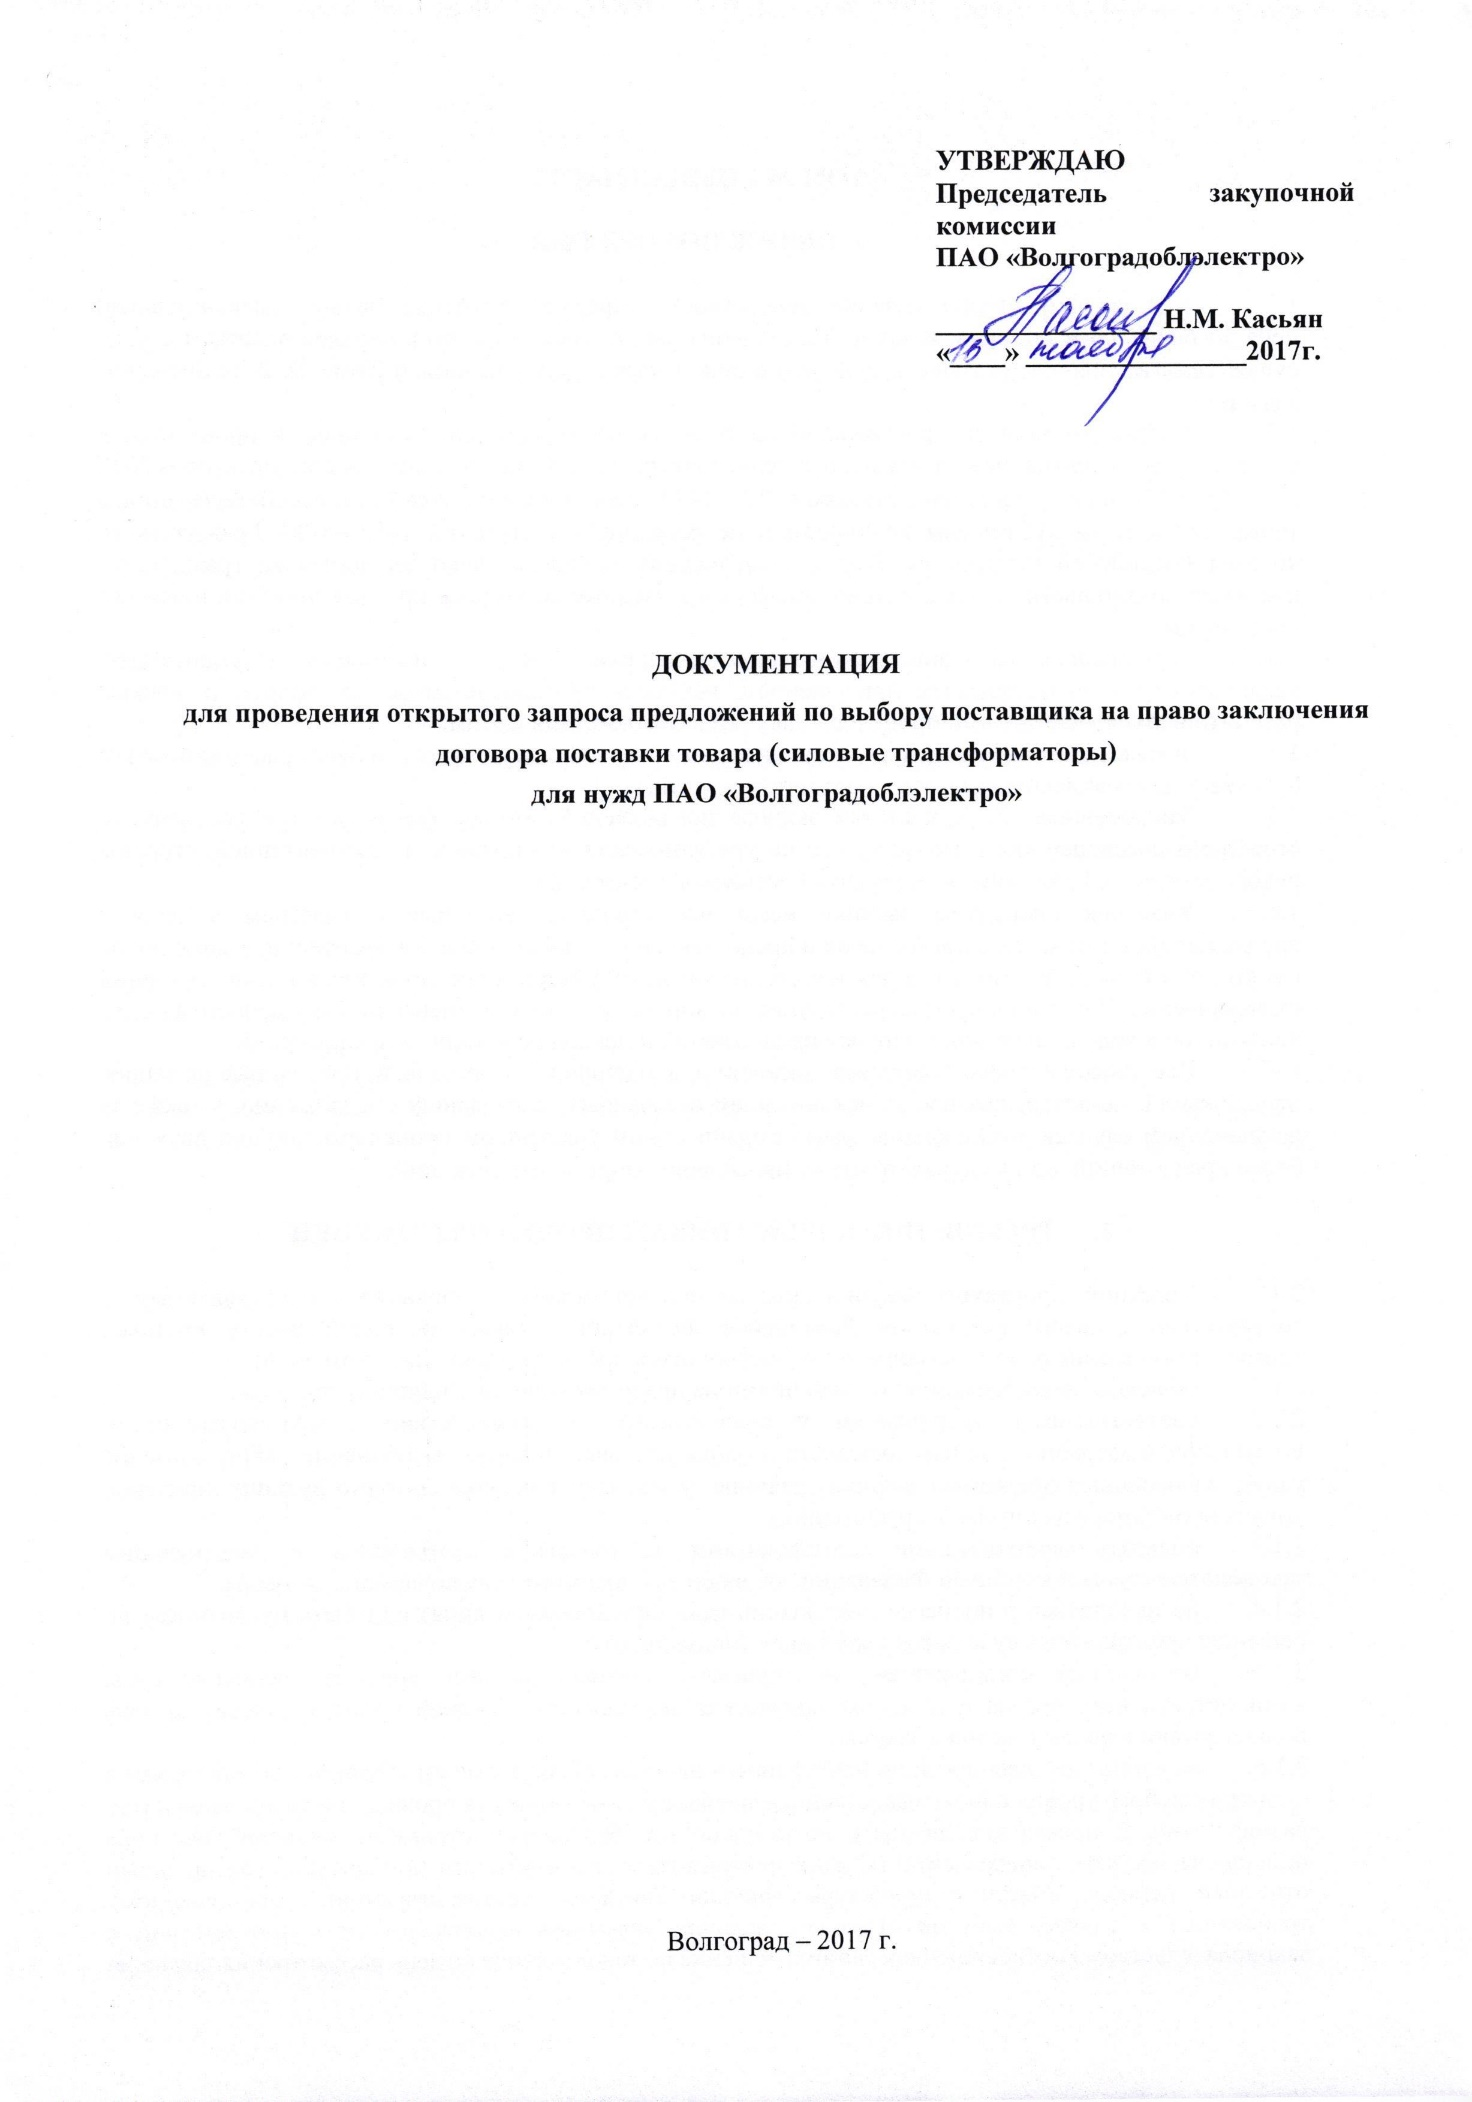 УТВЕРЖДАЮ
Председатель закупочной
комиссии
ПАО «Волгоградоблэлектро»
Н.М. Касьян
« » ноября 2017г.
ДОКУМЕНТАЦИЯ
для проведения открытого запроса предложений по выбору поставщика на право заключения
договора поставки товара (силовые трансформаторы)
для нужд ПАО «Волгоградоблэлектро»
Волгоград – 2017 г.